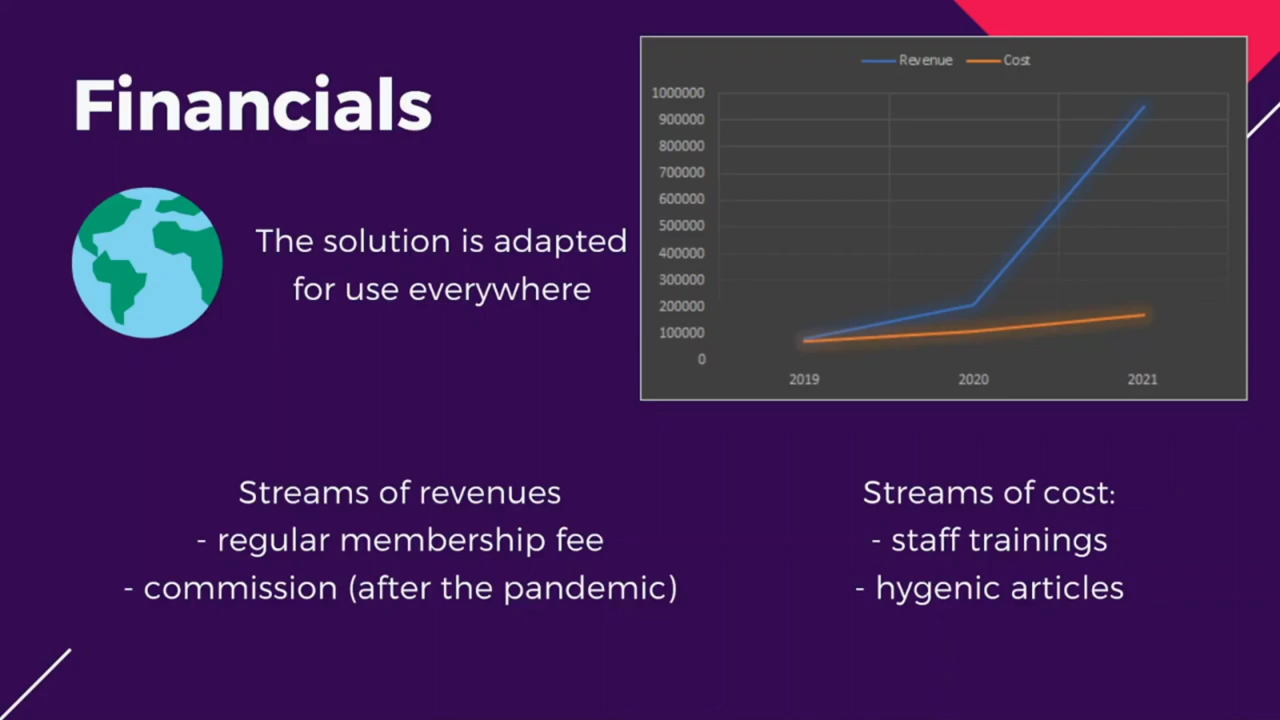 Financials
The solution is adapted
for use everywhere
Revenue Cost
1000000
900000
800000
700000
600000
500000
400000
300000
200000
100000
0
2019 2020 2021
Streams of revenues
- regular membership fee
- commission (after the pandemic)
Streams of cost:
- staff trainings
- hygenic articles